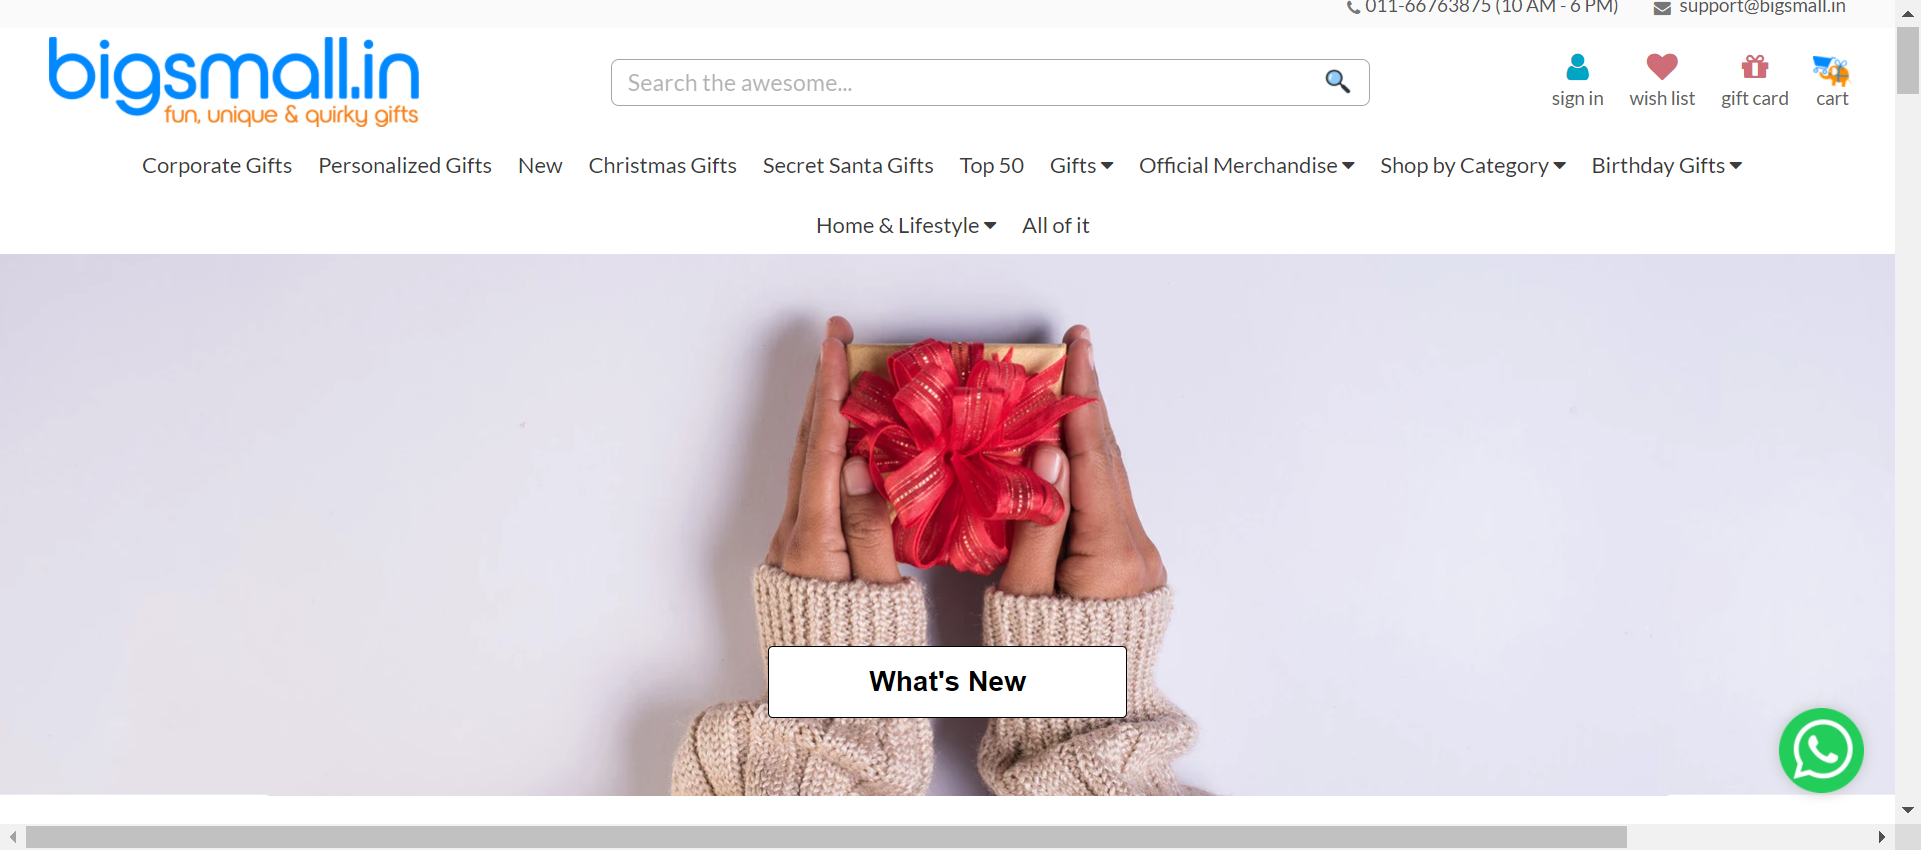 011-66763875 (10 AM - 6 PM) support@bigsmall.in
bigsmall.in
fun, unique & quirky gifts
Search the awesome...
sign in wish list gift card cart
Corporate Gifts Personalized Gifts New Christmas Gifts Secret Santa Gifts Top 50 Gifts Official Merchandise Shop by Category Birthday Gifts
Home & Lifestyle All of it
What's New